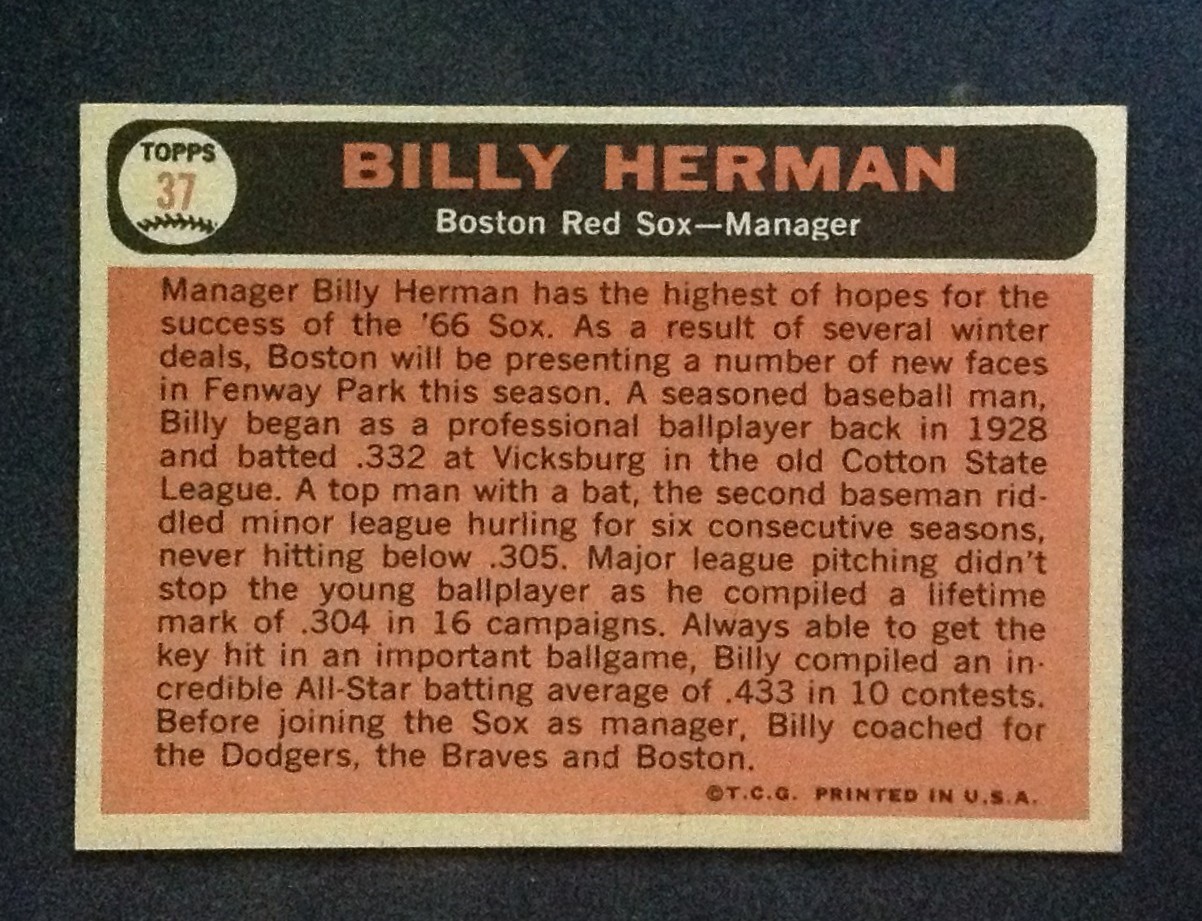 TOPPS
37
BILLY HERMAN
Boston Red Sox—Manager
Manager Billy Herman has the highest of hopes for the
success of the '66 Sox. As a result of several winter
deals, Boston will be presenting a number of new faces
in Fenway Park this season. A seasoned baseball man,
Billy began as a professional ballplayer back in 1928
and batted .332 at Vicksburg in the old Cotton State
League. A top man with a bat, the second baseman rid-
dled minor league hurling for six consecutive seasons,
never hitting below .305. Major league pitching didn't
stop the young ballplayer as he compiled a lifetime
mark of .304 in 16 campaigns. Always able to get the
key hit in an important ballgame, Billy compiled an in-
credible All-Star batting average of .433 in 10 contests.
Before joining the Sox as manager, Billy coached for
the Dodgers, the Braves and Boston.
©T.C.G. PRINTED IN U.S.A.